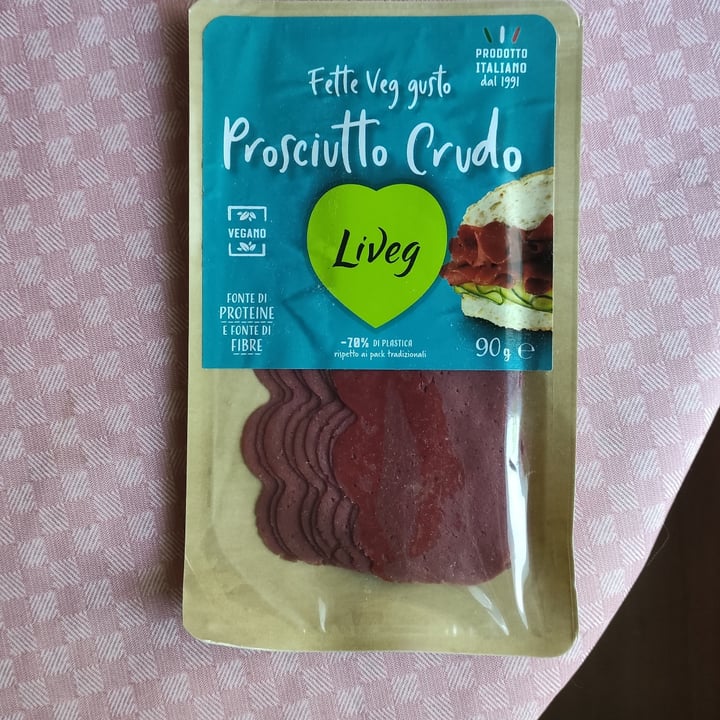 PRODOTTO
ITALIANO
dal 1991
Fette Veg gusto
Prosciutto Crudo
VEGANO
Liveg
FONTE DI
PROTEINE
E FONTE DI
FIBRE
-70% DI PLASTICA
rispetto ai pack tradizionali
90g ℮